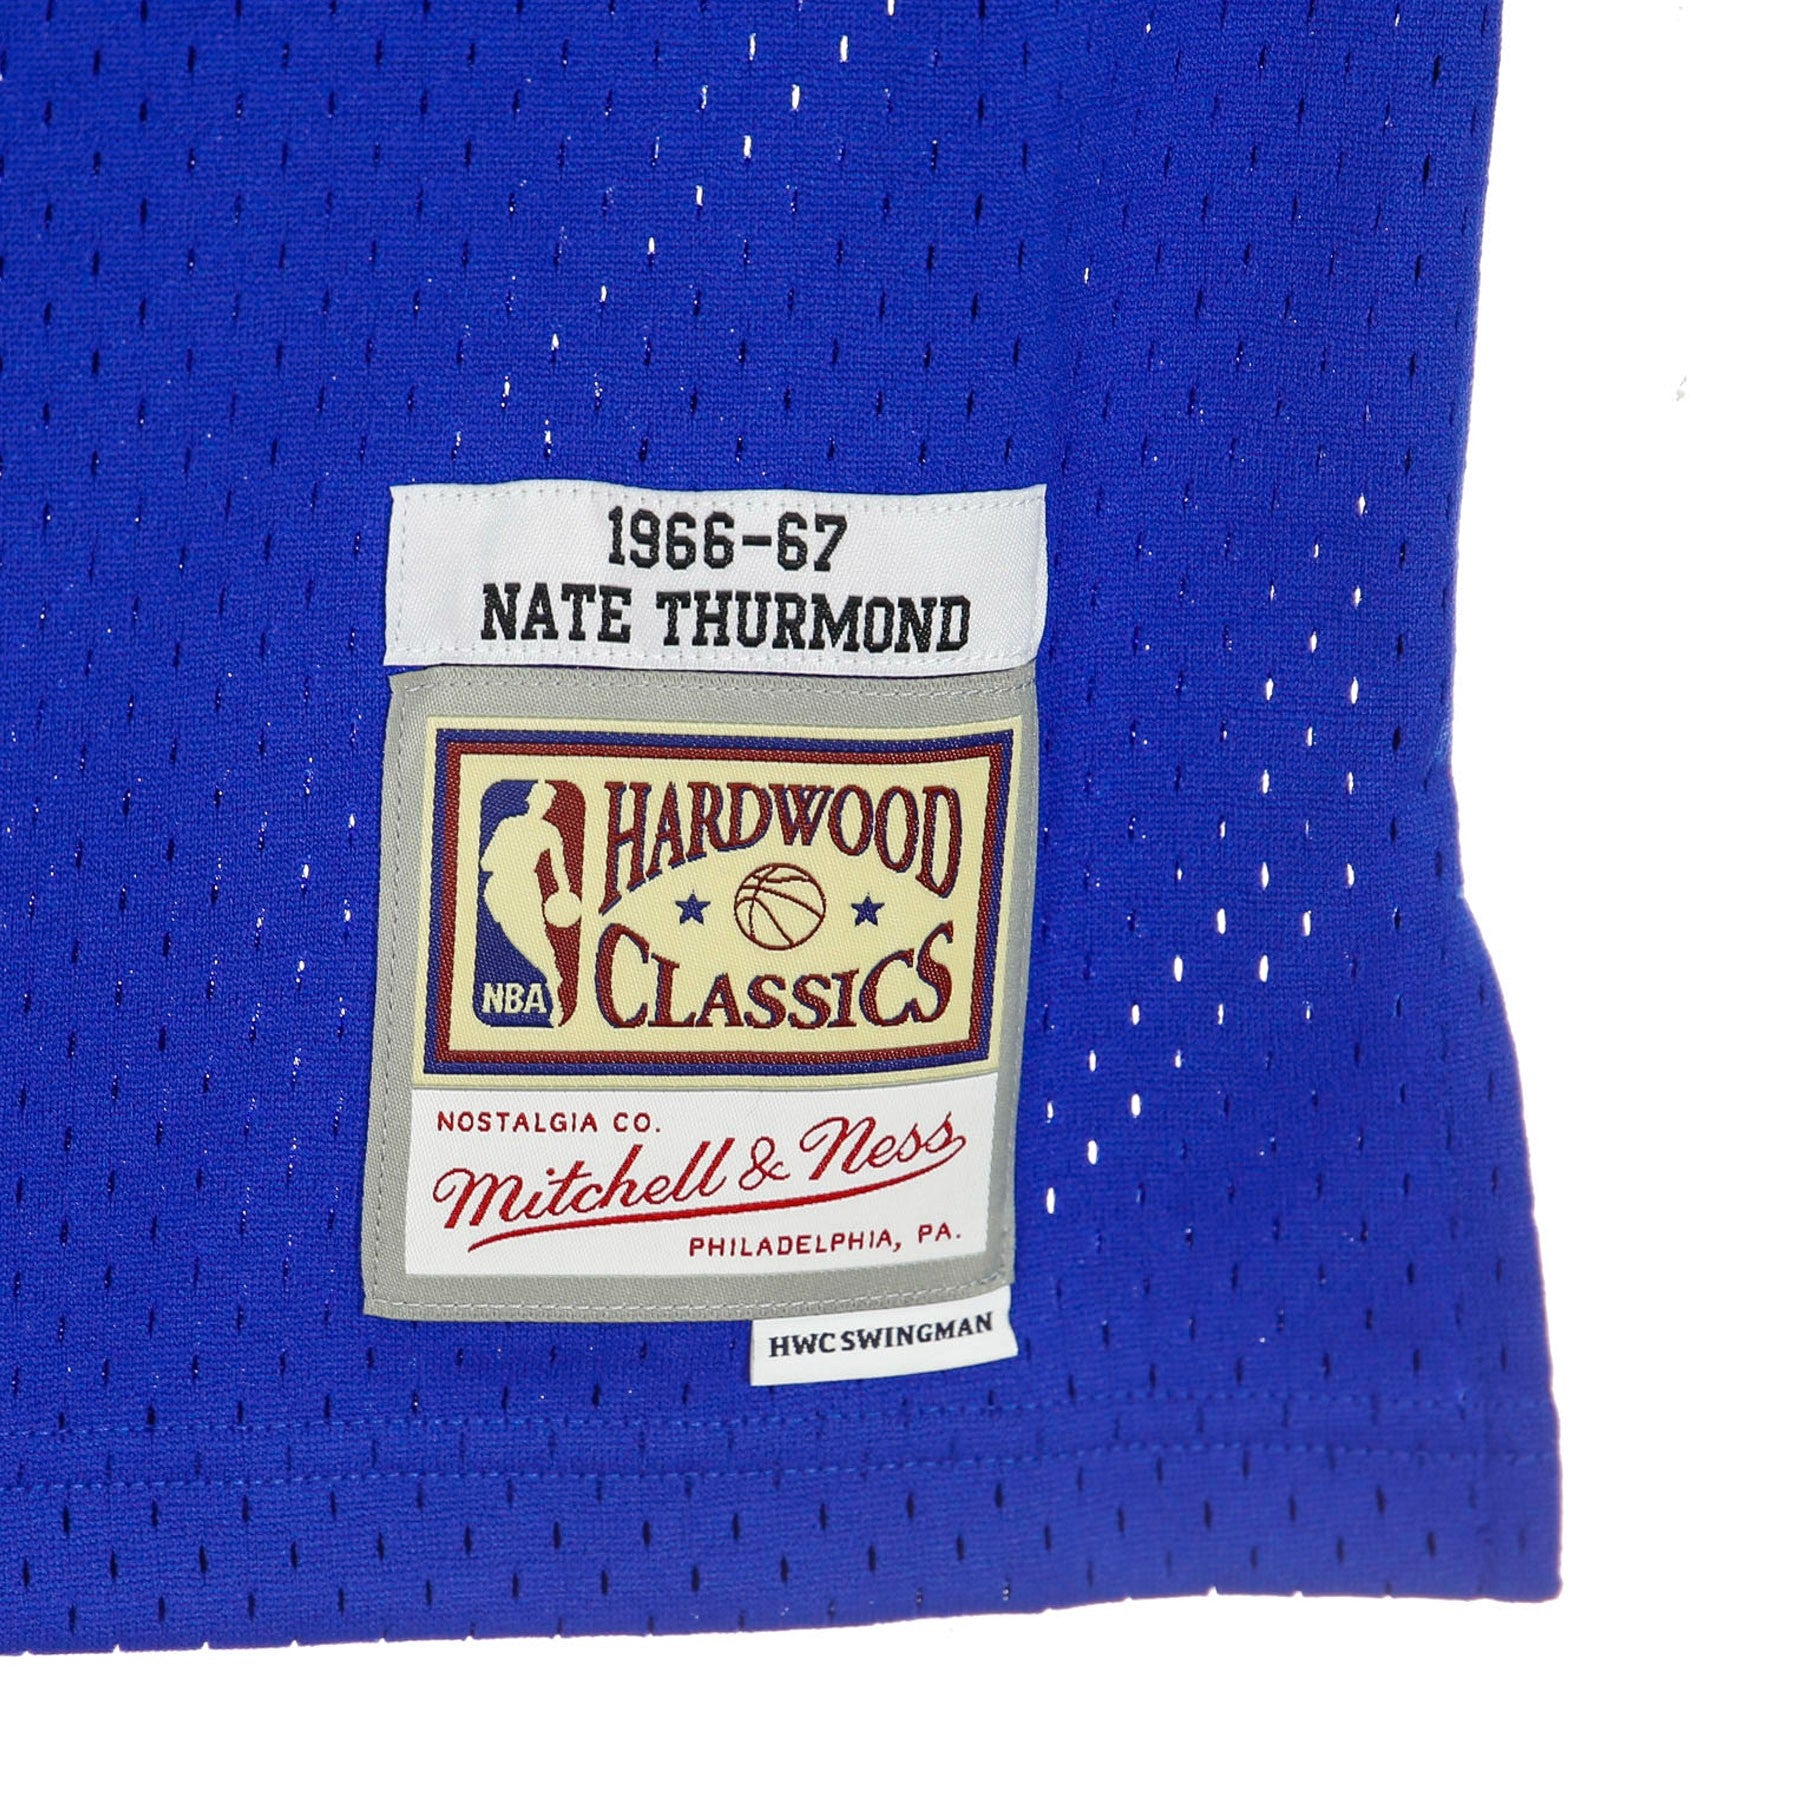 1966-67
NATE THURMOND
HARDWOOD
CLASSICS
NBA
NOSTALGIA CO.
Mitchell & Ness
PHILADELPHIA, PA.
HWC SWINGMAN